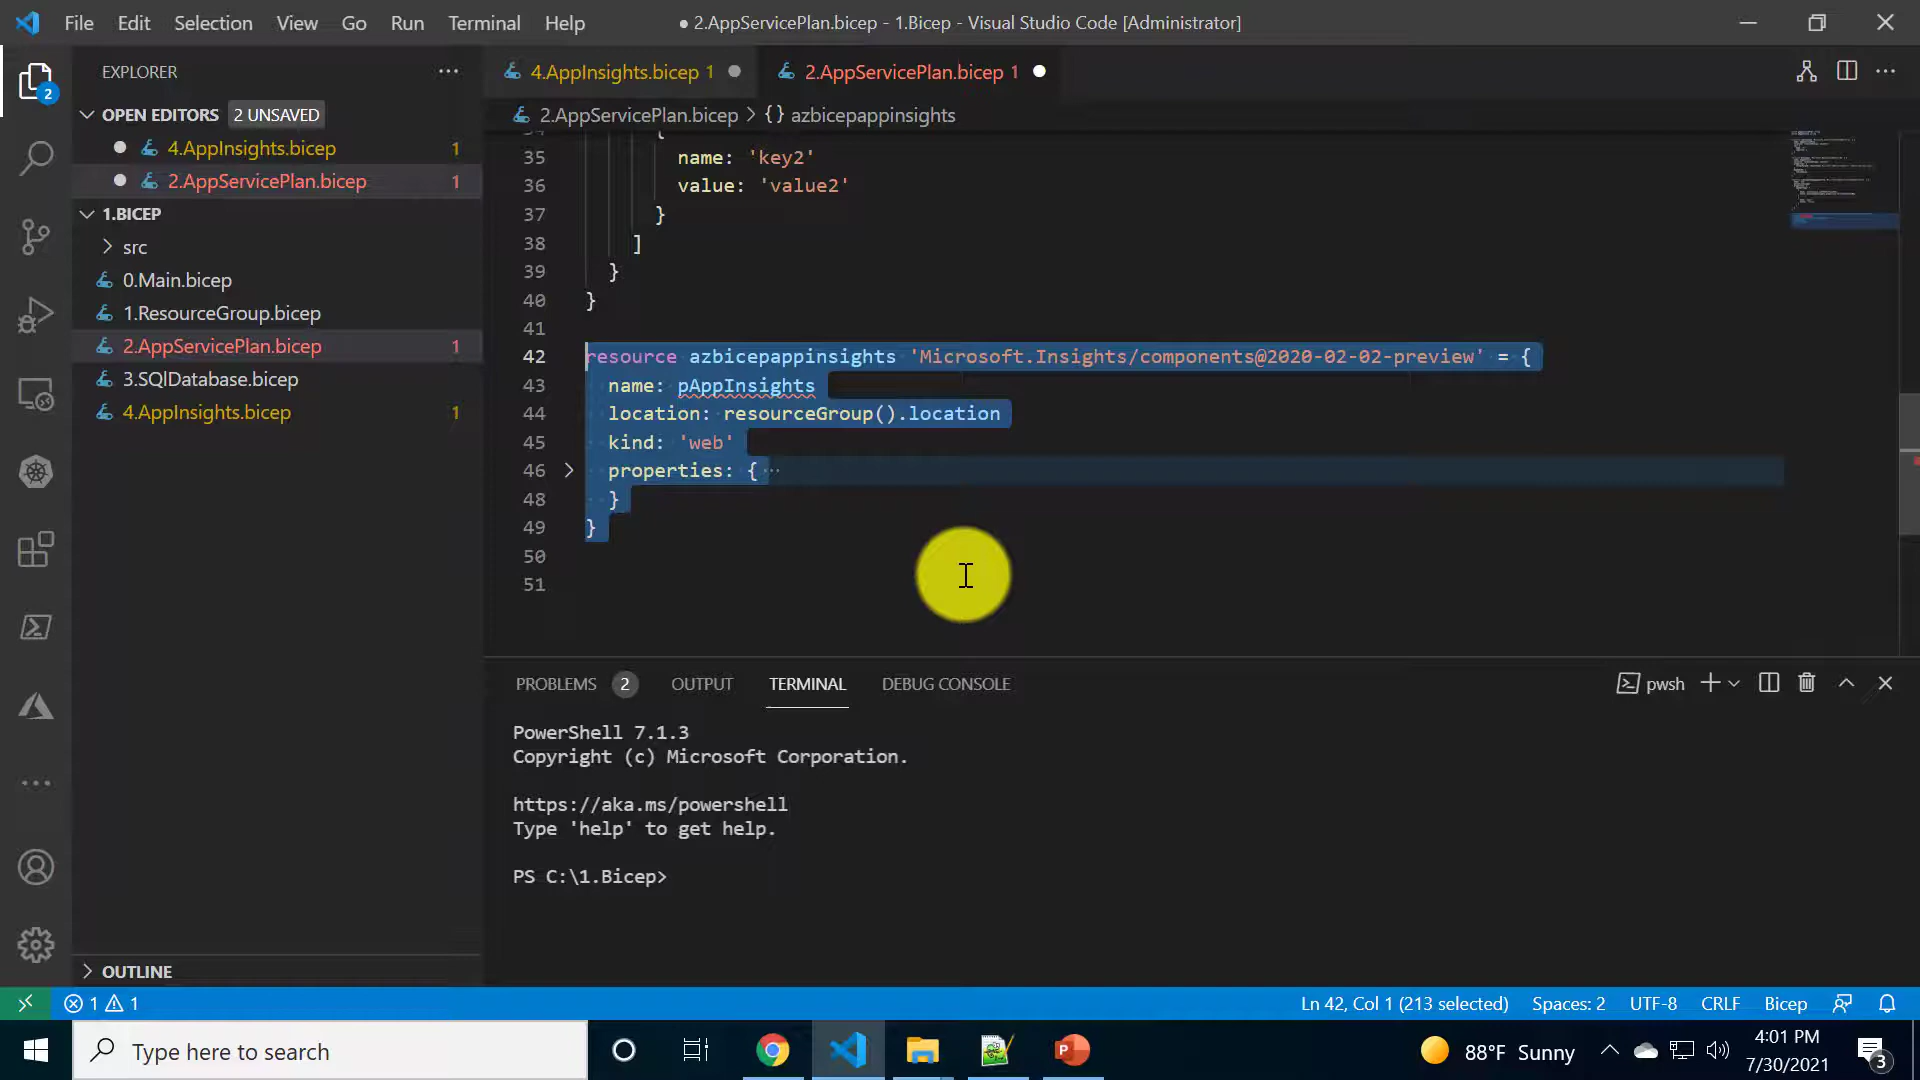 File Edit Selection View Go Run Terminal Help
● 2.AppServicePlan.bicep - 1.Bicep - Visual Studio Code [Administrator]
EXPLORER
OPEN EDITORS 2 UNSAVED
4.AppInsights.bicep 1
2.AppServicePlan.bicep 1
1.BICEP
src
0.Main.bicep
1.ResourceGroup.bicep
2.AppServicePlan.bicep 1
3.SQlDatabase.bicep
4.AppInsights.bicep 1
OUTLINE
2
4.AppInsights.bicep 1
2.AppServicePlan.bicep 1
2.AppServicePlan.bicep > {} azbicepappinsights
34 {
35 name: 'key2'
36 value: 'value2'
37 }
38 ]
39 }
40 }
41
42 resource azbicepappinsights 'Microsoft.Insights/components@2020-02-02-preview' = {
43 name: pAppInsights
44 location: resourceGroup().location
45 kind: 'web'
46 properties: { ···
48 }
49 }
50
51
PROBLEMS 2 OUTPUT TERMINAL DEBUG CONSOLE
pwsh
PowerShell 7.1.3
Copyright (c) Microsoft Corporation.
https://aka.ms/powershell
Type 'help' to get help.
PS C:\1.Bicep>
1 1
Ln 42, Col 1 (213 selected) Spaces: 2 UTF-8 CRLF Bicep
Type here to search
88°F Sunny
4:01 PM
7/30/2021
3